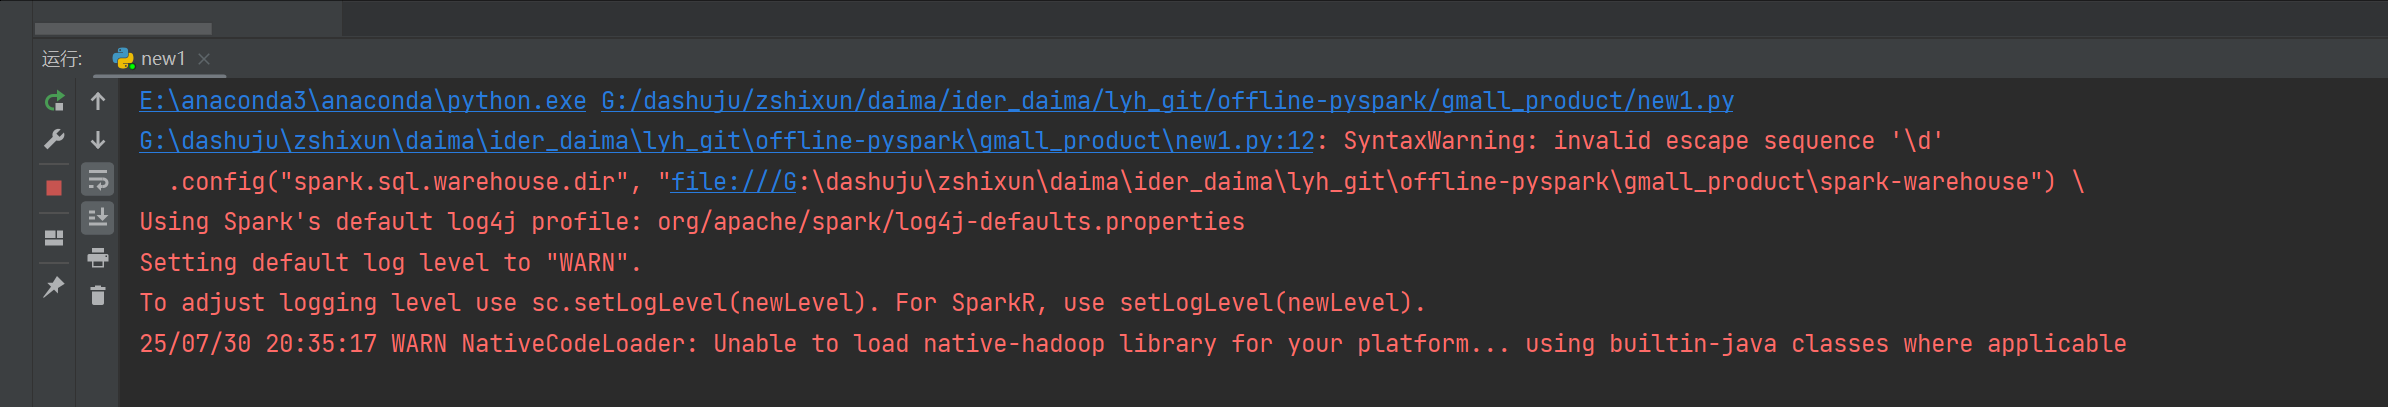 运行: new1
E:\anaconda3\anaconda\python.exe G:/dashuju/zshixun/daima/ider_daima/lyh_git/offline-pyspark/gmall_product/new1.py
G:\dashuju\zshixun\daima\ider_daima\lyh_git\offline-pyspark\gmall_product\new1.py:12: SyntaxWarning: invalid escape sequence '\d'
.config("spark.sql.warehouse.dir", "file:///G:\dashuju\zshixun\daima\ider_daima\lyh_git\offline-pyspark\gmall_product\spark-warehouse") \
Using Spark's default log4j profile: org/apache/spark/log4j-defaults.properties
Setting default log level to "WARN".
To adjust logging level use sc.setLogLevel(newLevel). For SparkR, use setLogLevel(newLevel).
25/07/30 20:35:17 WARN NativeCodeLoader: Unable to load native-hadoop library for your platform... using builtin-java classes where applicable